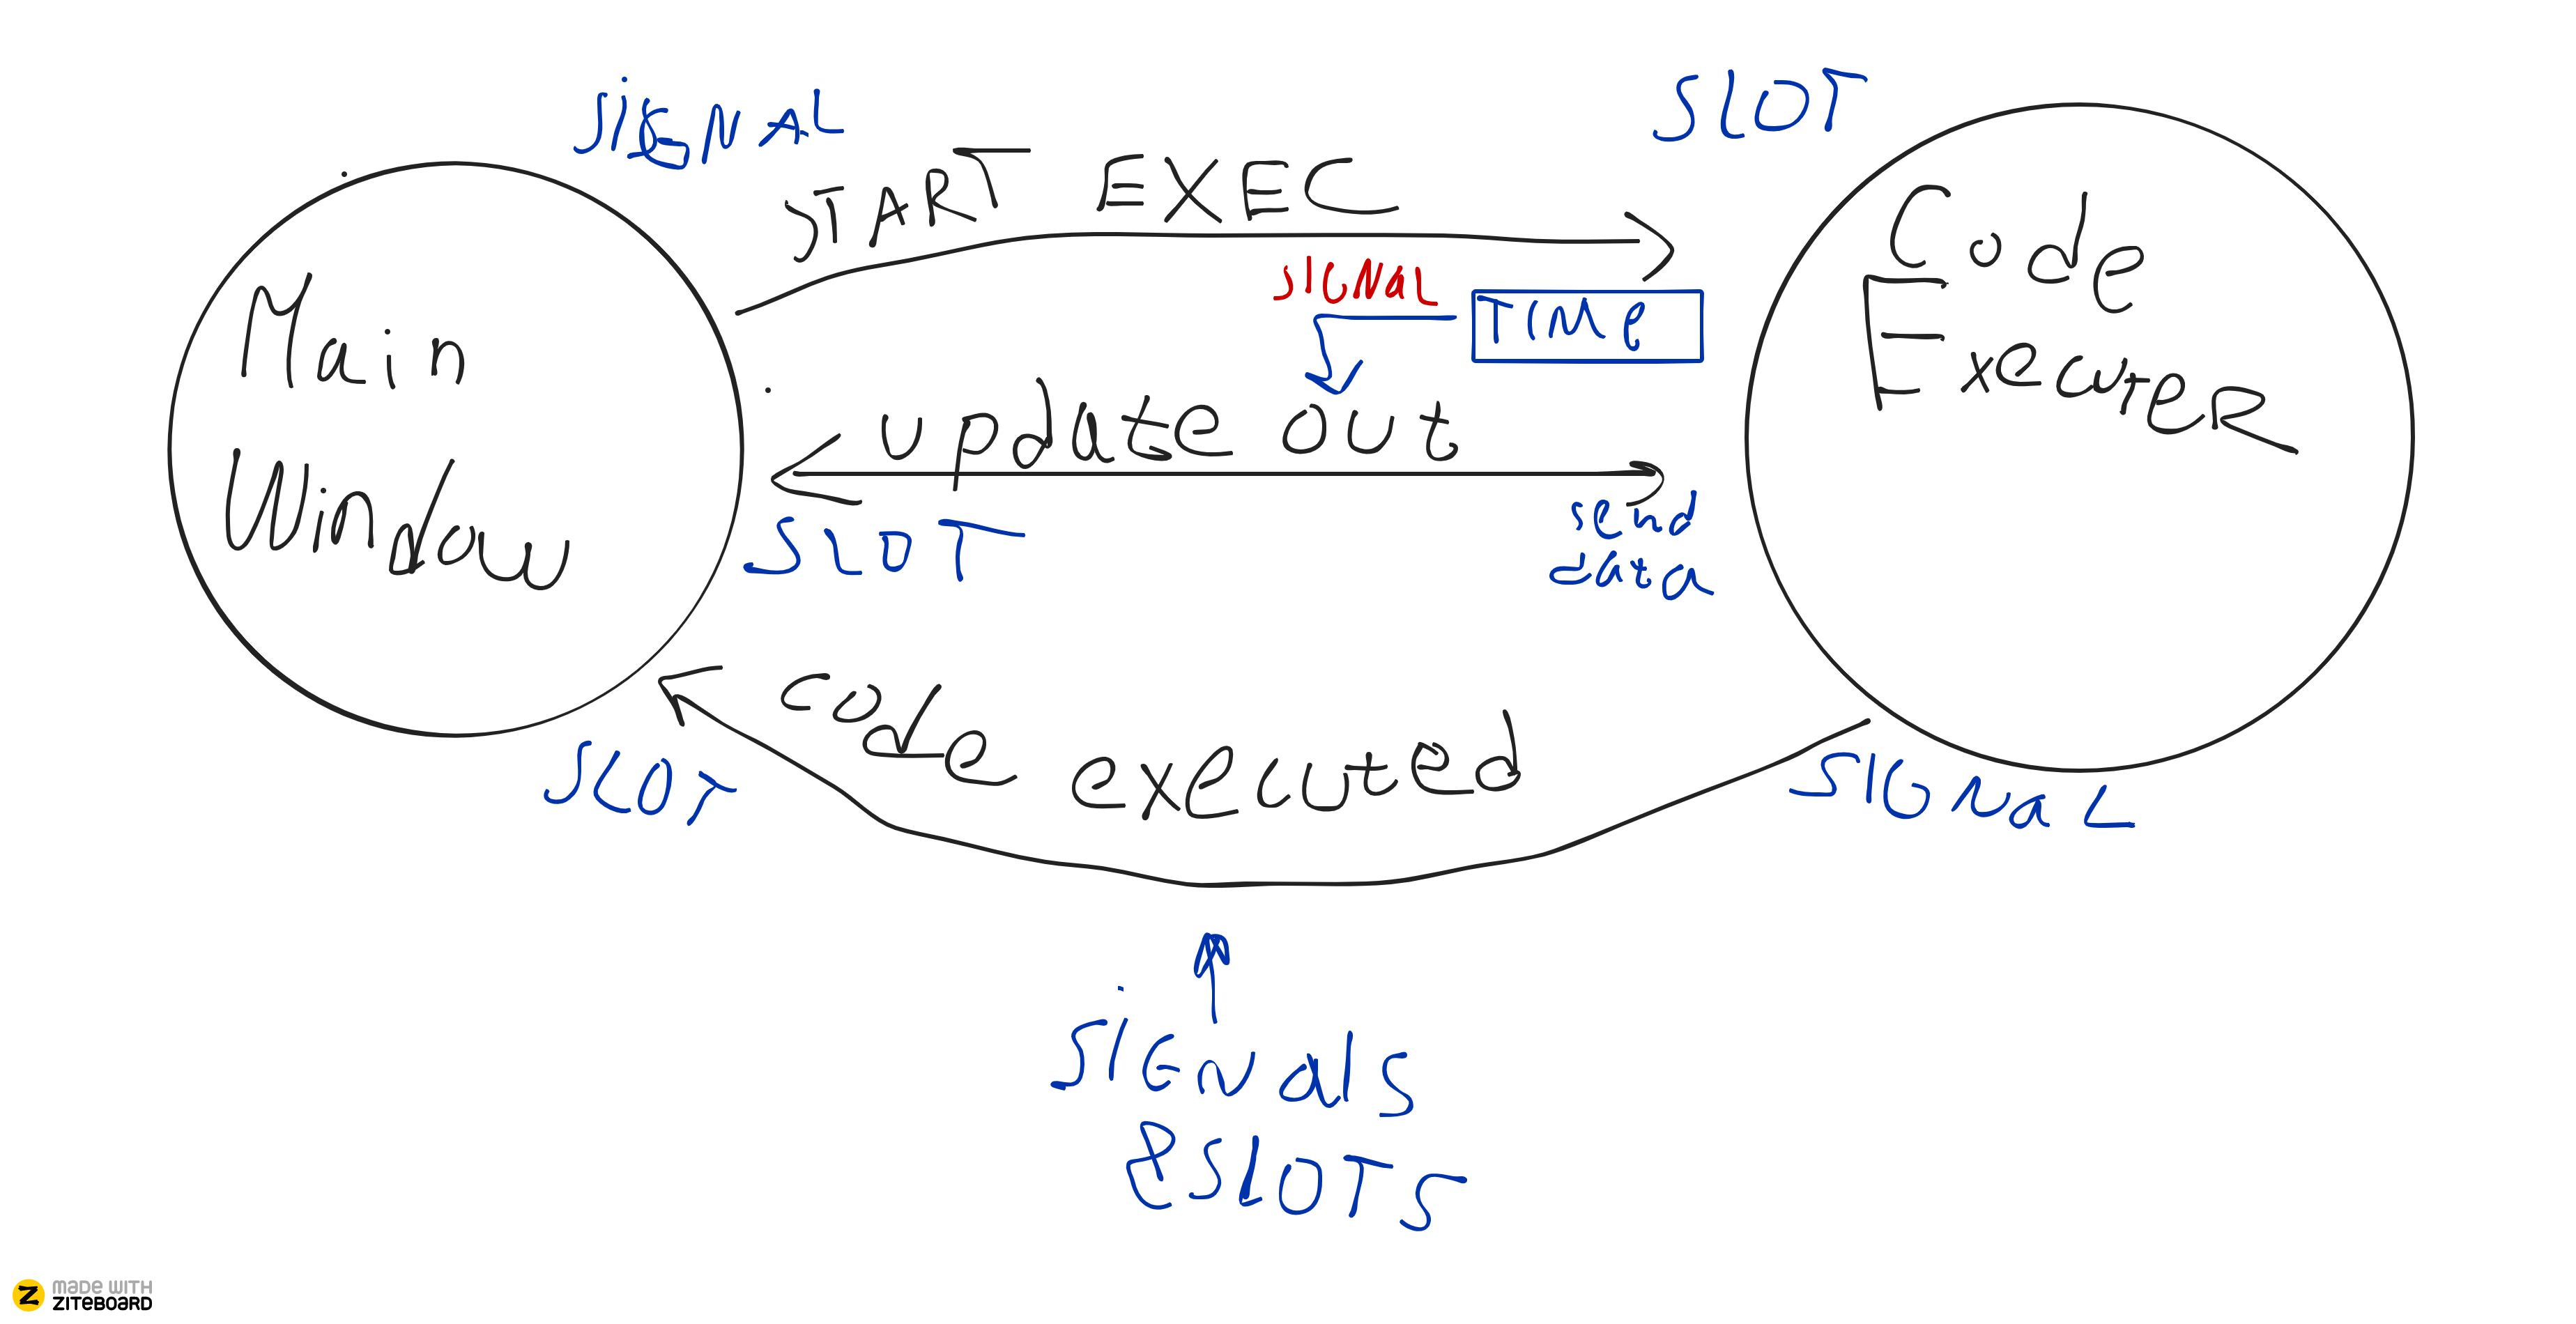 SIGNAL
SLOT
START EXEC
Code
Executer
SIGNAL
TIME
Main
Window
update out
SLOT
send
data
code executed
SLOT
SIGNAL
SIGNALS
& SLOTS
MADE WITH
ZITEBOARD